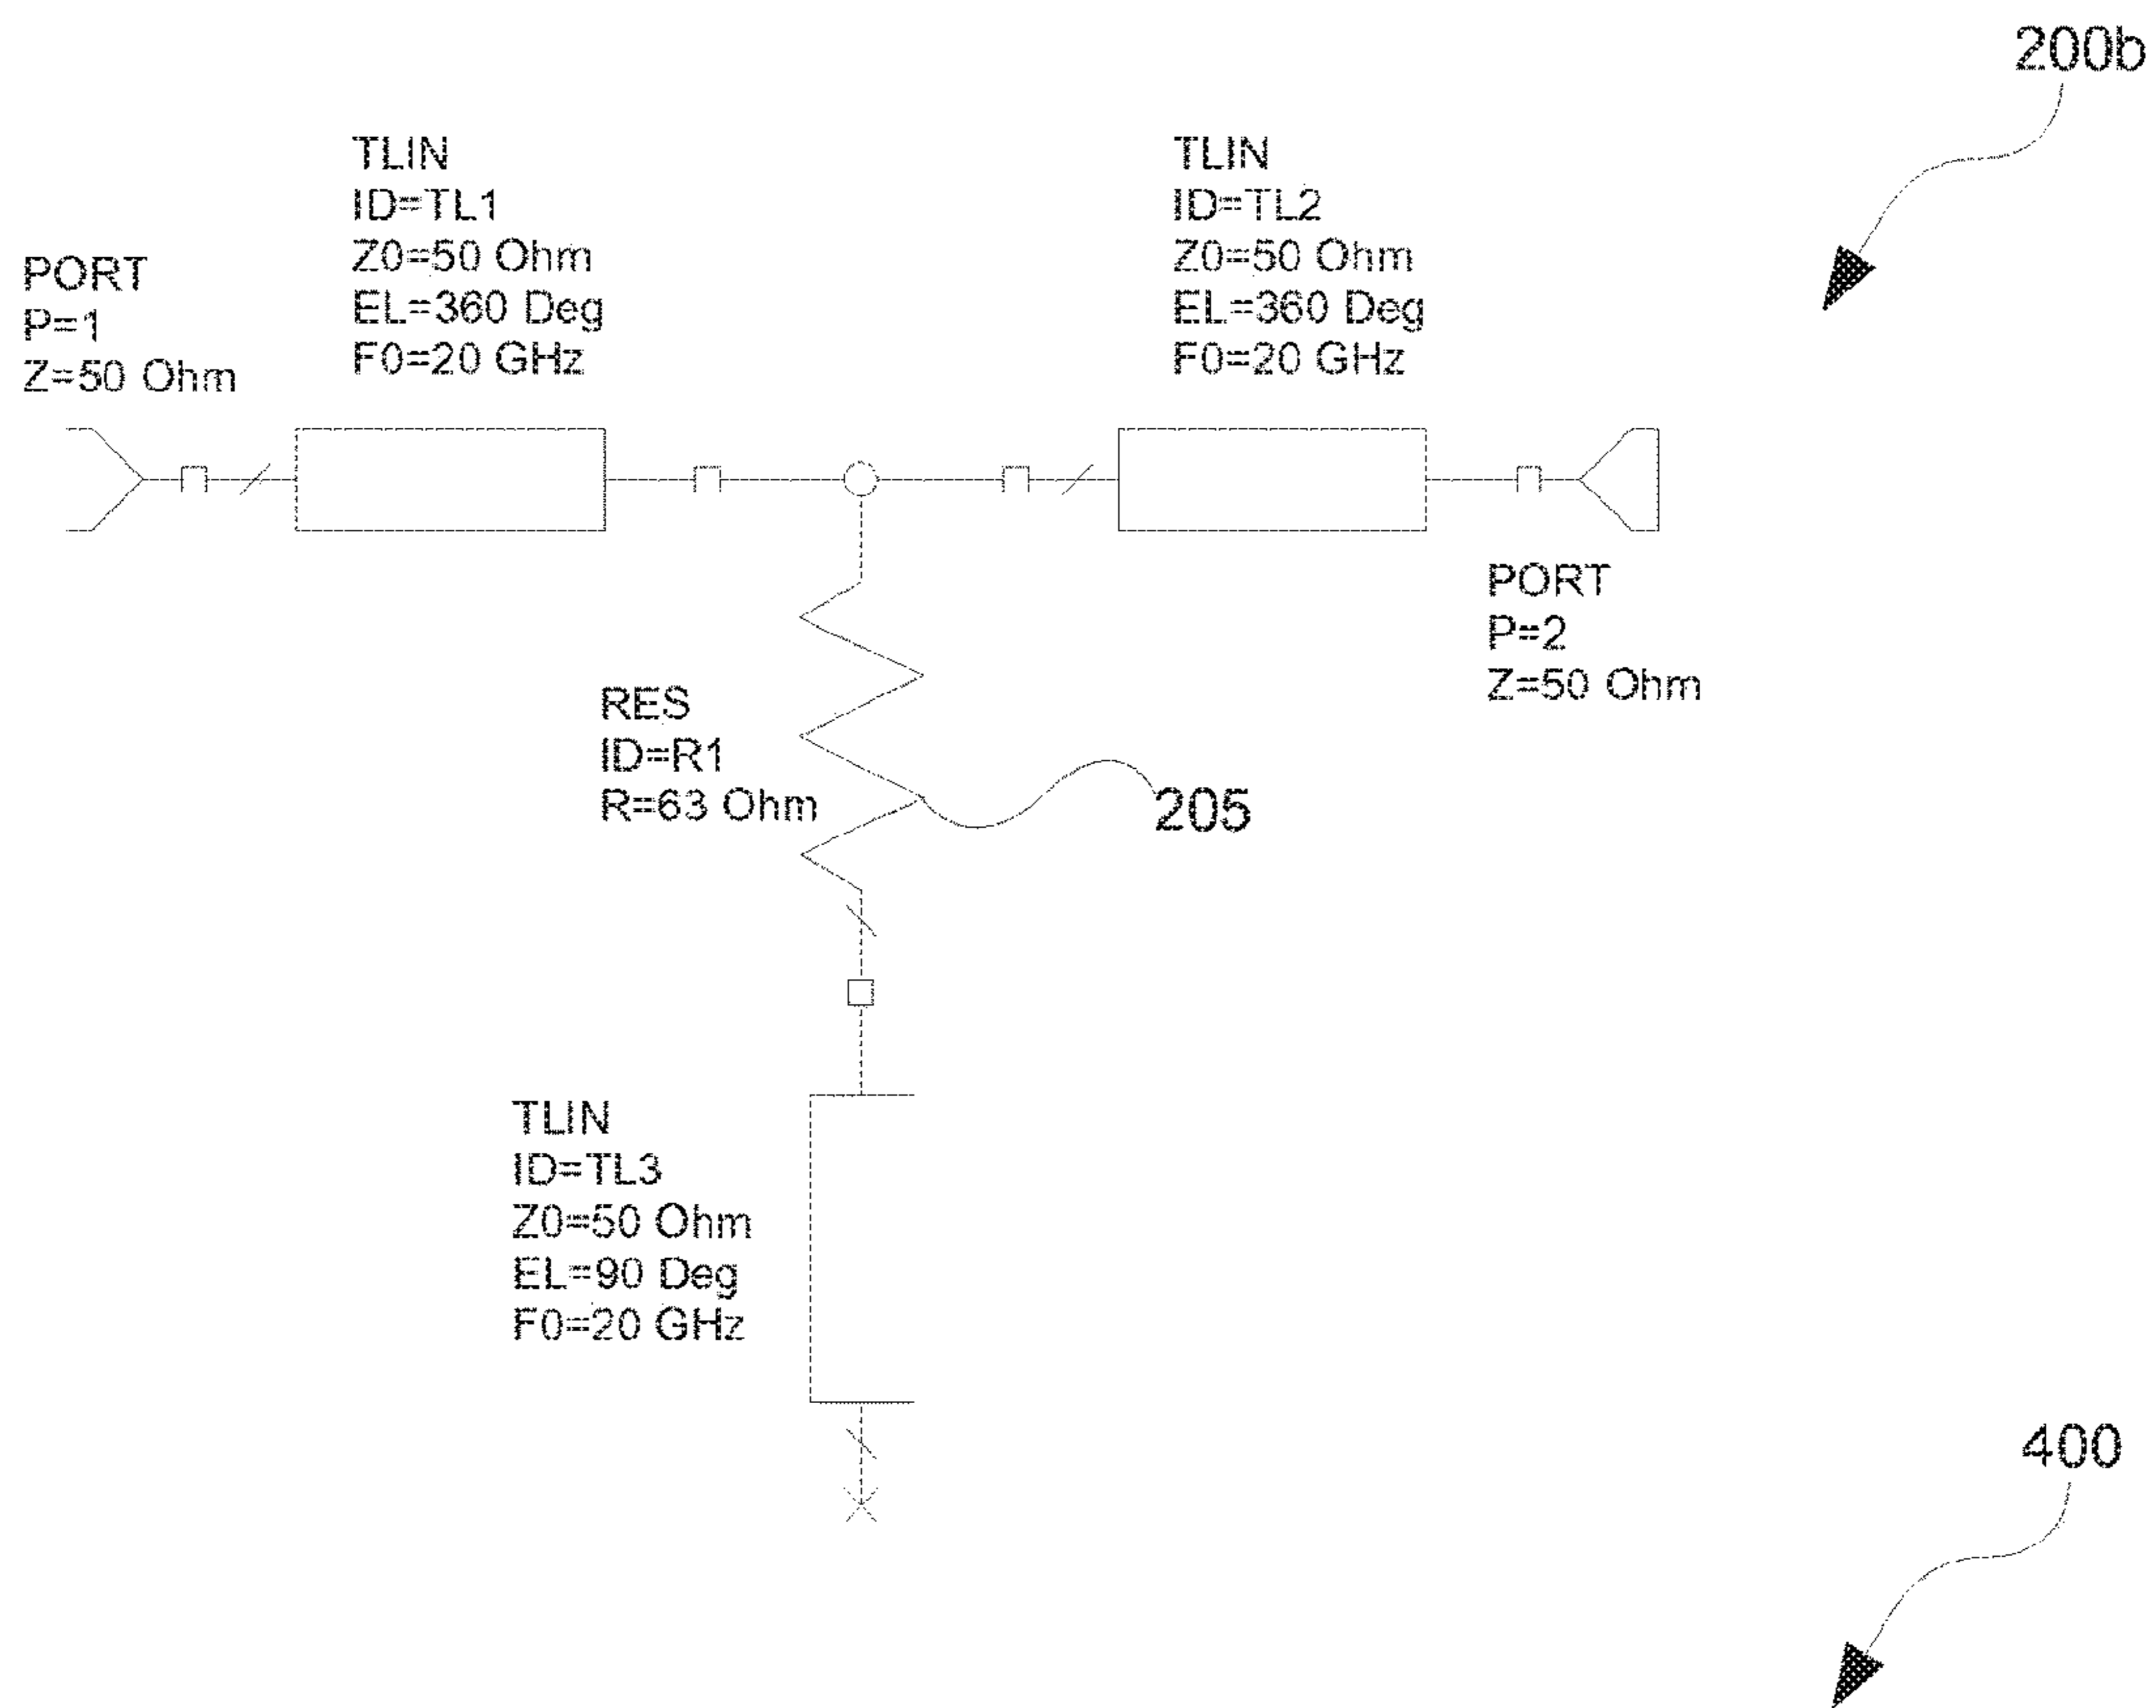 200b
TLIN
ID=TL1
Z0=50 Ohm
EL=360 Deg
F0=20 GHz
TLIN
ID=TL2
Z0=50 Ohm
EL=360 Deg
F0=20 GHz
PORT
P=1
Z=50 Ohm
PORT
P=2
Z=50 Ohm
RES
ID=R1
R=63 Ohm
205
TLIN
ID=TL3
Z0=50 Ohm
EL=90 Deg
F0=20 GHz
400